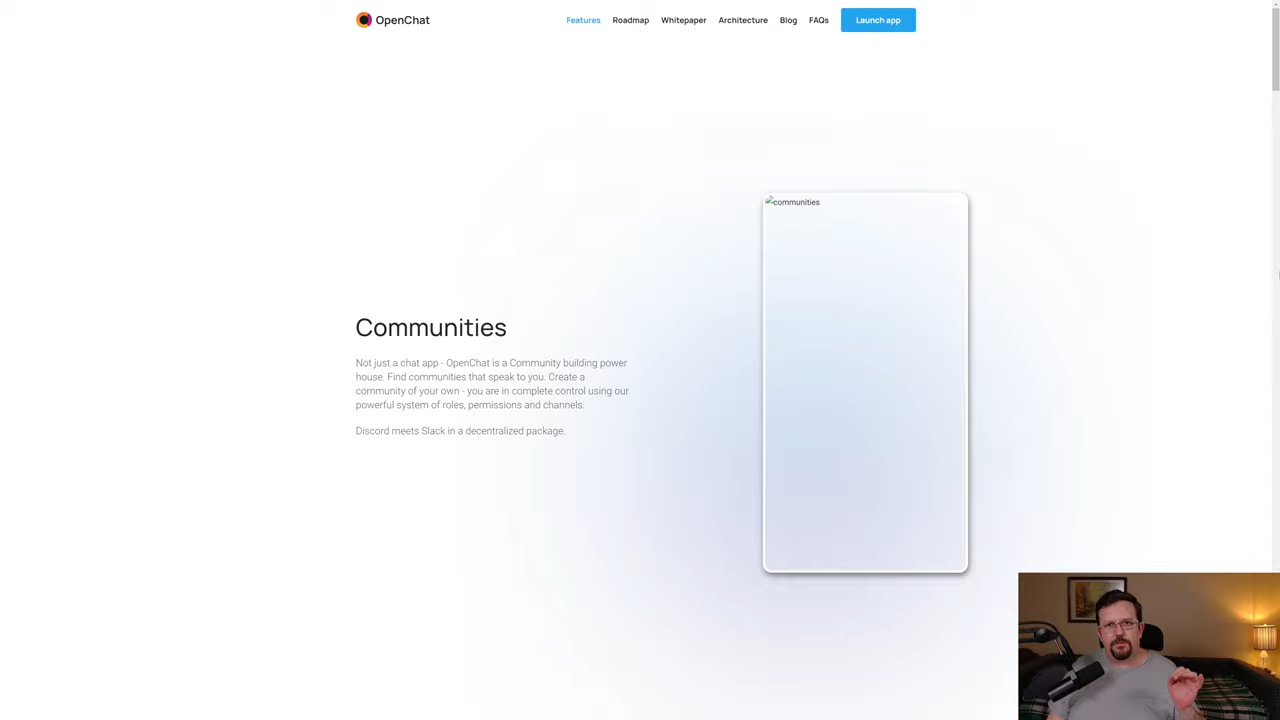 OpenChat
Features
Roadmap
Whitepaper
Architecture
Blog
FAQs
Launch app
communities
Communities
Not just a chat app - OpenChat is a Community building power
house. Find communities that speak to you. Create a
community of your own - you are in complete control using our
powerful system of roles, permissions and channels.
Discord meets Slack in a decentralized package.